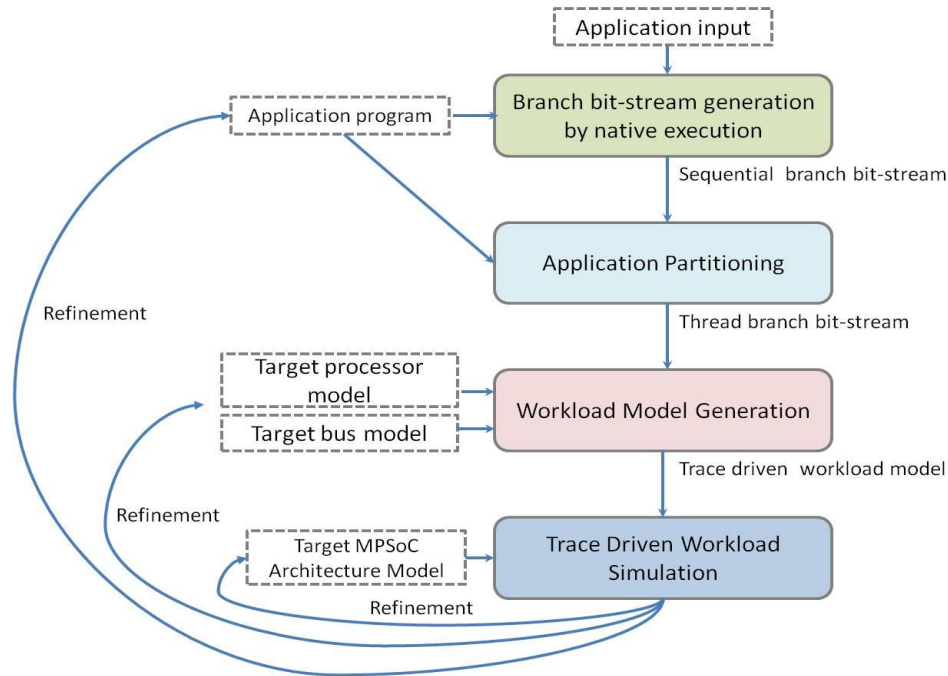 Application input
Branch bit-stream generation
by native execution
Application program
Sequential branch bit-stream
Application Partitioning
Refinement
Thread branch bit-stream
Target processor
model
Workload Model Generation
Target bus model
Trace driven workload model
Refinement
Target MPSoC
Architecture Model
Trace Driven Workload
Simulation
Refinement